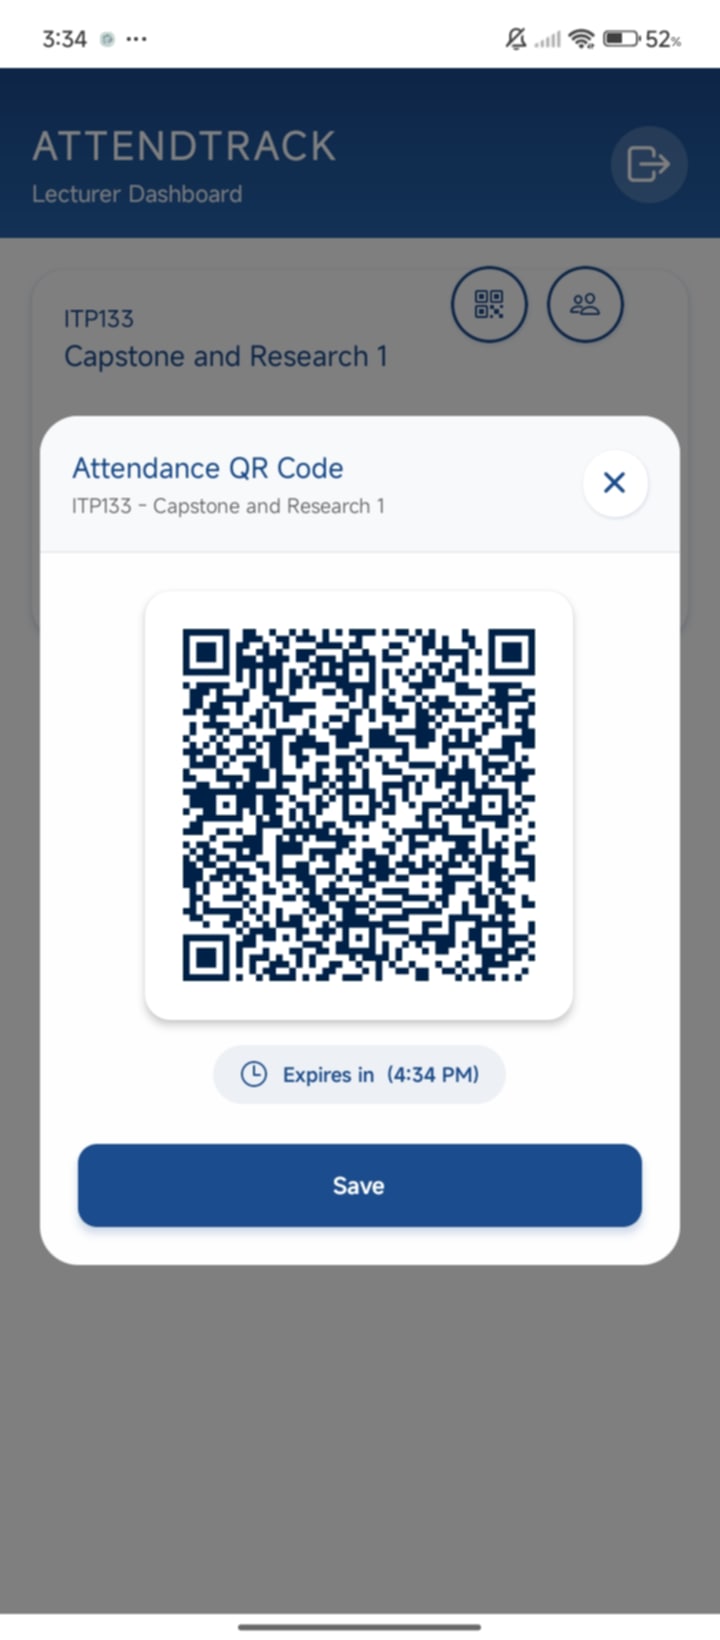 3:34
52%
ATTENDTRACK
Lecturer Dashboard
ITP133
Capstone and Research 1
Attendance QR Code
ITP133 - Capstone and Research 1
Expires in (4:34 PM)
Save